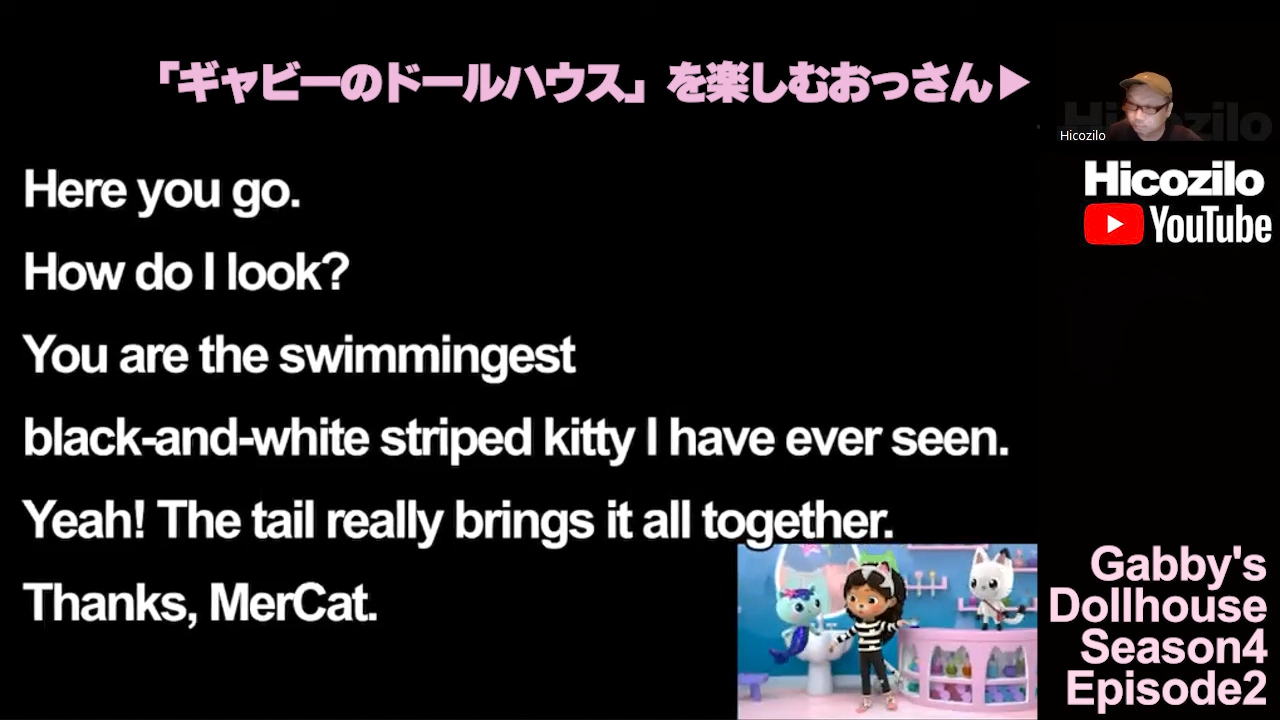 「ギャビーのドールハウス」を楽しむおっさん▶
Hicozilo
Hicozilo
Hicozilo
YouTube
Here you go.
How do I look?
You are the swimmingest
black-and-white striped kitty I have ever seen.
Yeah! The tail really brings it all together.
Thanks, MerCat.
Gabby's
Dollhouse
Season4
Episode2